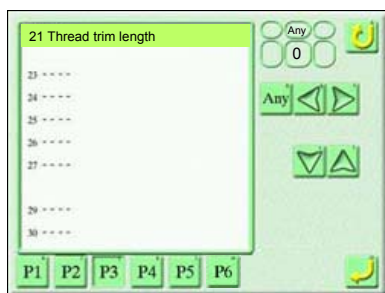 21 Thread trim length
Any
0
23 ----
24 ----
Any
25 ----
26 ----
27 ----
29 ----
30 ----
P1 P2 P3 P4 P5 P6